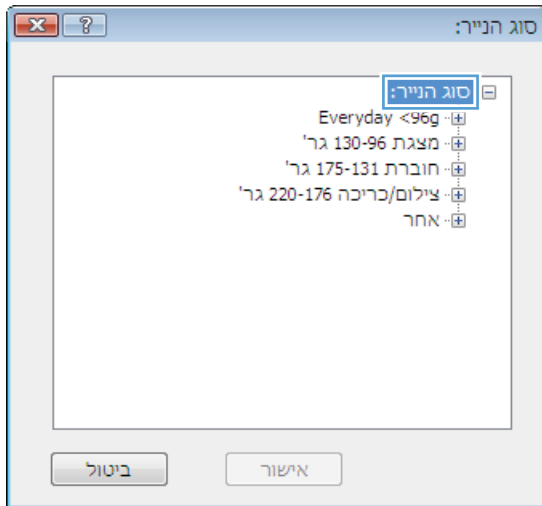 סוג הנייר:
סוג הנייר:
Everyday <96g
מצגת 130-96 גר'
חוברת 175-131 גר'
צילום/כריכה 220-176 גר'
אחר
אישור
ביטול